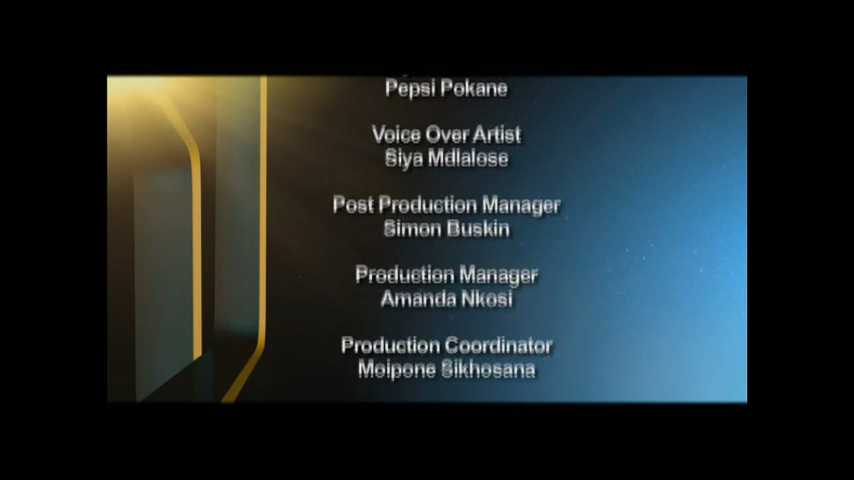 Pepsi Pokane
Voice Over Artist
Siya Mdlalose
Post Production Manager
Simon Buskin
Production Manager
Amanda Nkosi
Production Coordinator
Moipone Sikhosana